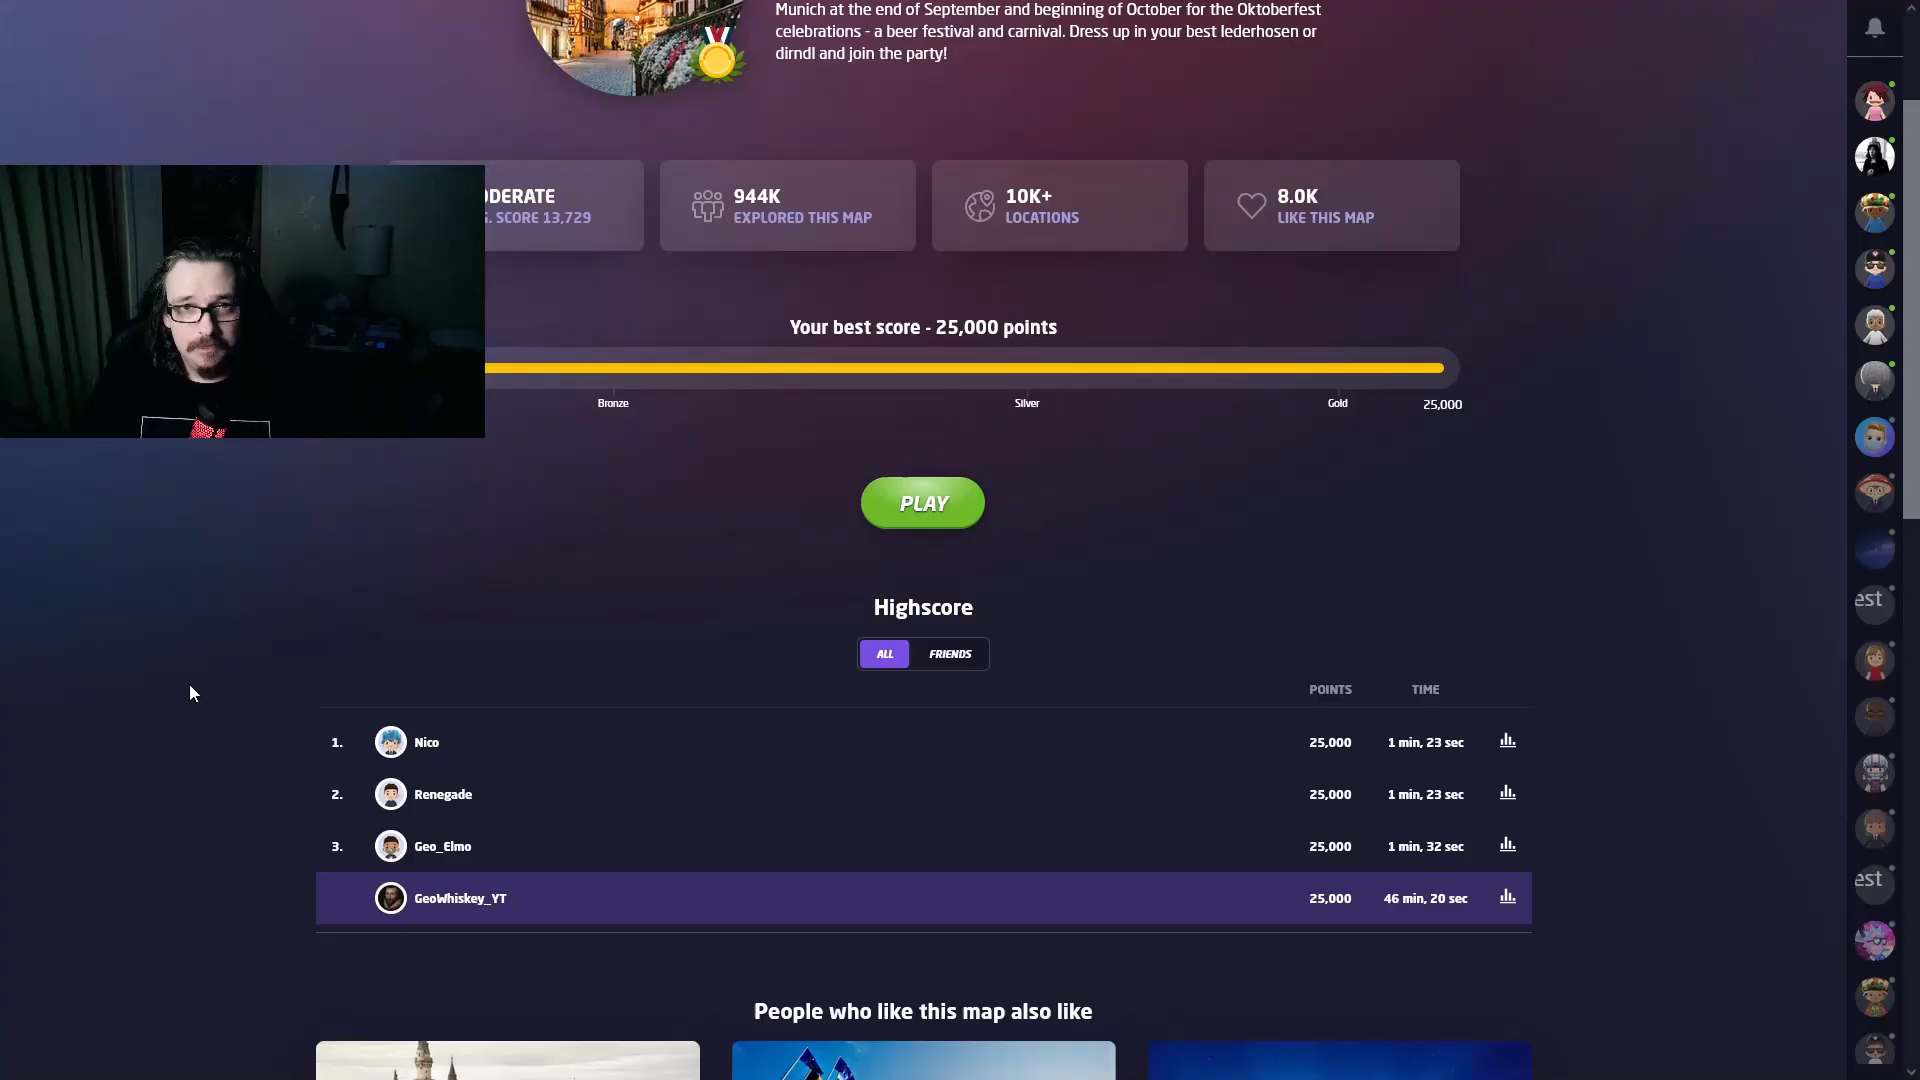 Munich at the end of September and beginning of October for the Oktoberfest
celebrations - a beer festival and carnival. Dress up in your best lederhosen or
dirndl and join the party!
DERATE
. SCORE 13,729
944K
EXPLORED THIS MAP
10K+
LOCATIONS
8.0K
LIKE THIS MAP
Your best score - 25,000 points
Bronze
Silver
Gold
25,000
PLAY
Highscore
ALL
FRIENDS
POINTS
TIME
1. Nico 25,000 1 min, 23 sec
2. Renegade 25,000 1 min, 23 sec
3. Geo_Elmo 25,000 1 min, 32 sec
GeoWhiskey_YT 25,000 46 min, 20 sec
People who like this map also like
est
est